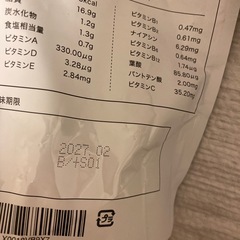 kcal
炭水化物
食塩相当量
ビタミンA
ビタミンD
ビタミンE
16.9g
1.2g
1.3g
0.7g
330.00μg
3.28μg
2.84mg
ビタミンB₁
ビタミンB₂
ナイアシン
ビタミンB₆
ビタミンB₁₂
葉酸
パントテン酸
ビタミンC
0.47mg
0.61mg
6.29mg
0.64mg
1.74μg
85.80μg
2.00mg
35.20mg
味期限
2027.02
B/4S01
プラ